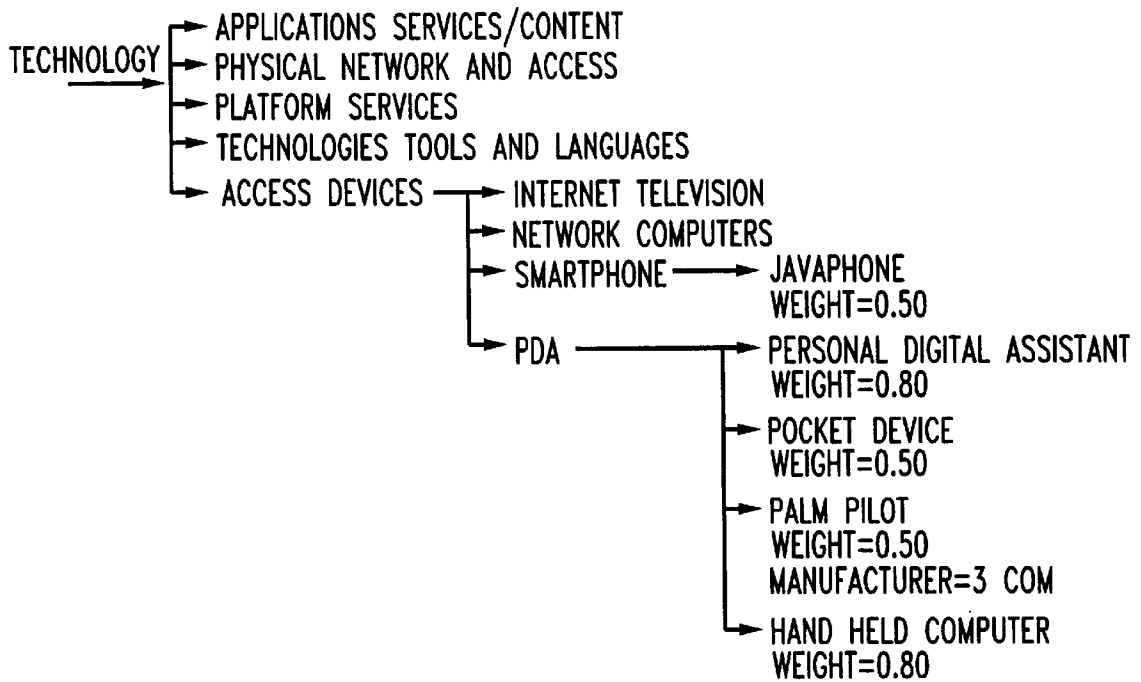 APPLICATIONS SERVICES/CONTENT
TECHNOLOGY
PHYSICAL NETWORK AND ACCESS
PLATFORM SERVICES
TECHNOLOGIES TOOLS AND LANGUAGES
ACCESS DEVICES
INTERNET TELEVISION
NETWORK COMPUTERS
SMARTPHONE
JAVAPHONE
WEIGHT=0.50
PDA
PERSONAL DIGITAL ASSISTANT
WEIGHT=0.80
POCKET DEVICE
WEIGHT=0.50
PALM PILOT
WEIGHT=0.50
MANUFACTURER=3 COM
HAND HELD COMPUTER
WEIGHT=0.80